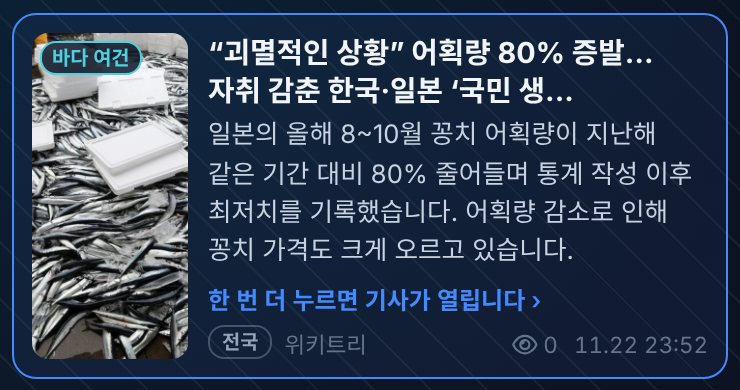 바다 여건
“괴멸적인 상황” 어획량 80% 증발...
자취 감춘 한국·일본 ‘국민 생...
일본의 올해 8~10월 꽁치 어획량이 지난해
같은 기간 대비 80% 줄어들며 통계 작성 이후
최저치를 기록했습니다. 어획량 감소로 인해
꽁치 가격도 크게 오르고 있습니다.
한 번 더 누르면 기사가 열립니다 ›
전국 위키트리 0 11.22 23:52